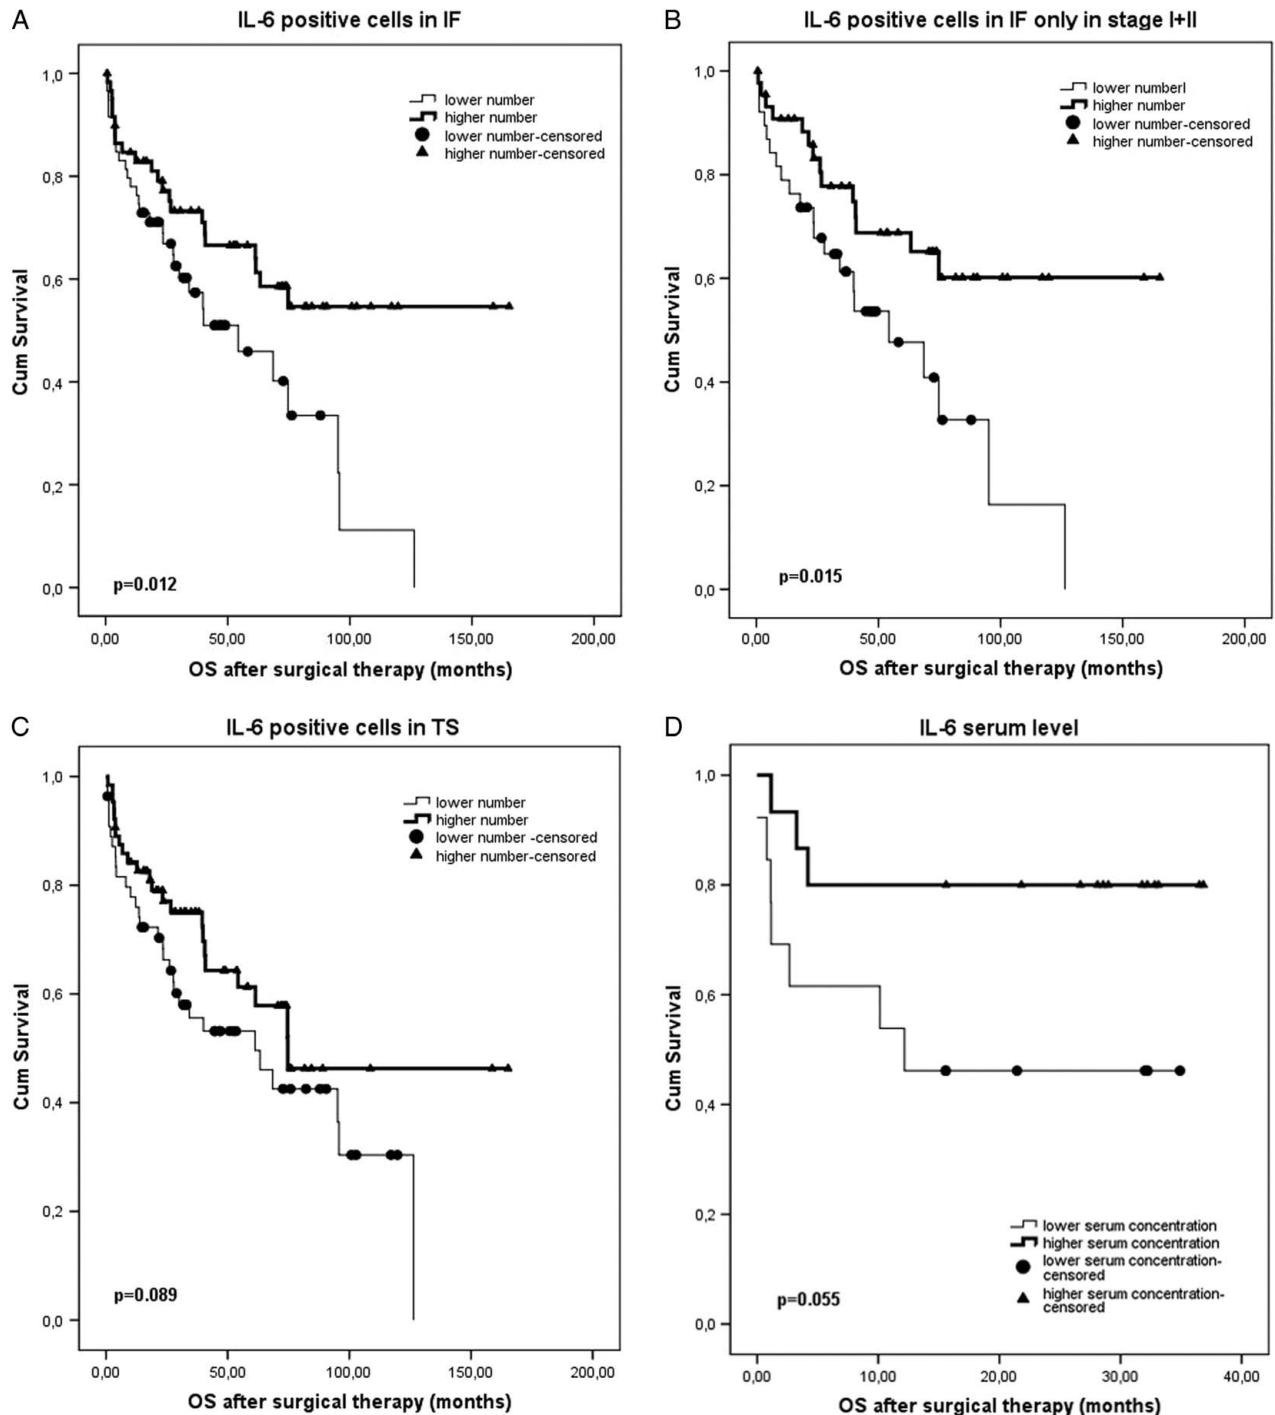 A
IL-6 positive cells in IF
lower number
higher number
lower number-censored
higher number-censored
1,0
0,8
0,6
0,4
0,2
0,0
Cum Survival
p=0.012
0,00 50,00 100,00 150,00 200,00
OS after surgical therapy (months)
B
IL-6 positive cells in IF only in stage I+II
lower numberl
higher number
lower number-censored
higher number-censored
1,0
0,8
0,6
0,4
0,2
0,0
Cum Survival
p=0.015
0,00 50,00 100,00 150,00 200,00
OS after surgical therapy (months)
C
IL-6 positive cells in TS
lower number
higher number
lower number -censored
higher number-censored
1,0
0,8
0,6
0,4
0,2
0,0
Cum Survival
p=0.089
0,00 50,00 100,00 150,00 200,00
OS after surgical therapy (months)
D
IL-6 serum level
1,0
0,8
0,6
0,4
0,2
0,0
Cum Survival
lower serum concentration
higher serum concentration
lower serum concentration-
censored
higher serum concentration-
censored
p=0.055
0,00 10,00 20,00 30,00 40,00
OS after surgical therapy (months)